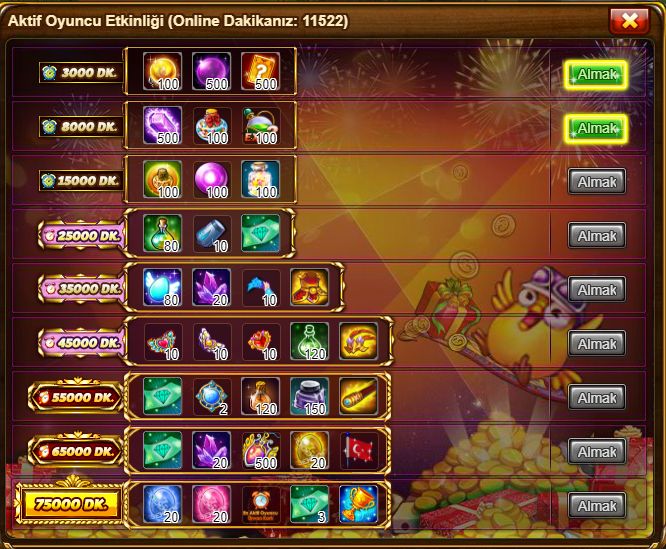 Aktif Oyuncu Etkinliği (Online Dakikanız: 11522)
3000 DK. 100 500 500 Almak
8000 DK. 500 100 100 Almak
15000 DK. 100 100 100 Almak
25000 DK. 80 10 Almak
35000 DK. 80 20 10 Almak
45000 DK. 10 10 10 120 Almak
55000 DK. 2 120 150 Almak
65000 DK. 20 500 20 Almak
75000 DK. 20 20 3 Almak